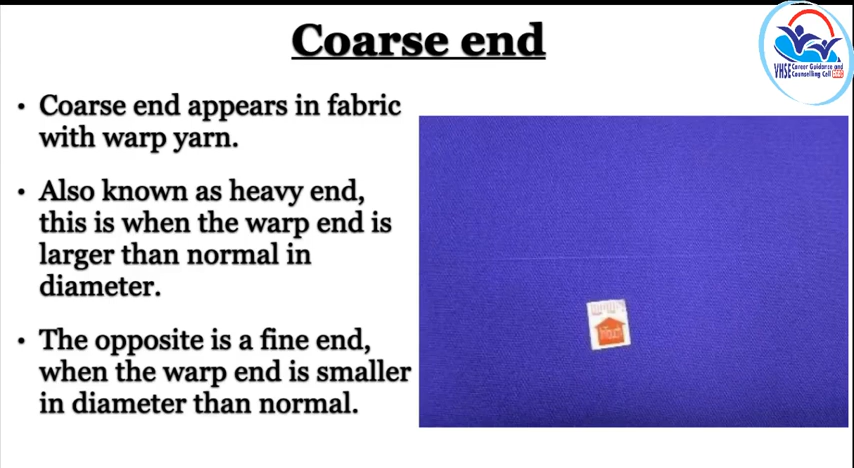 Coarse end
VHSE Career Guidance and
Counselling Cell
• Coarse end appears in fabric
with warp yarn.
• Also known as heavy end,
this is when the warp end is
larger than normal in
diameter.
• The opposite is a fine end,
when the warp end is smaller
in diameter than normal.
InTouch